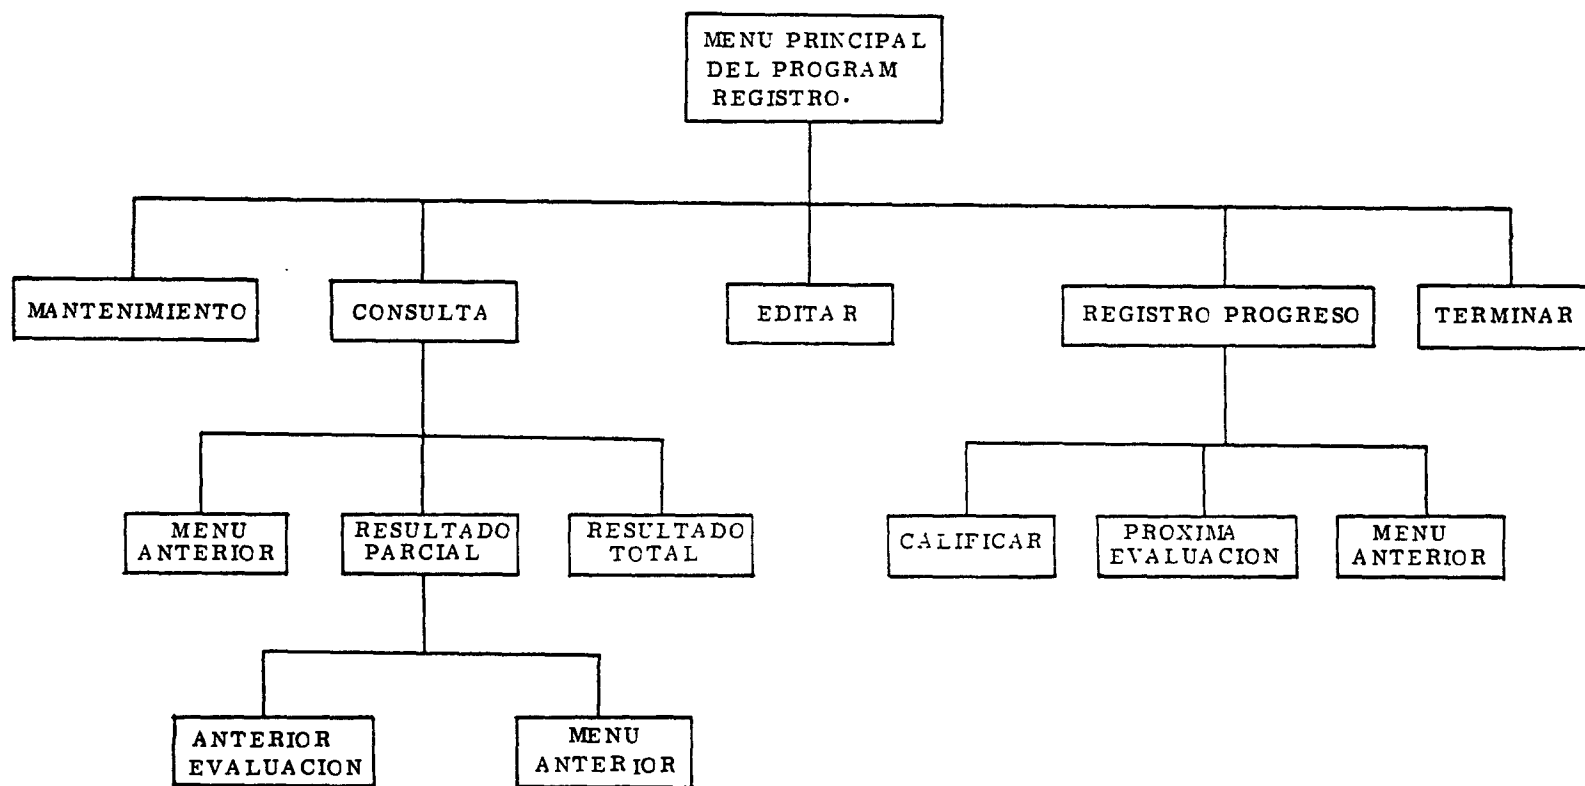 MENU PRINCIPAL
DEL PROGRAM
REGISTRO.
MANTENIMIENTO
CONSULTA
EDITAR
REGISTRO PROGRESO
TERMINAR
MENU
ANTERIOR
RESULTADO
PARCIAL
RESULTADO
TOTAL
CALIFICAR
PROXIMA
EVALUACION
MENU
ANTERIOR
ANTERIOR
EVALUACION
MENU
ANTERIOR